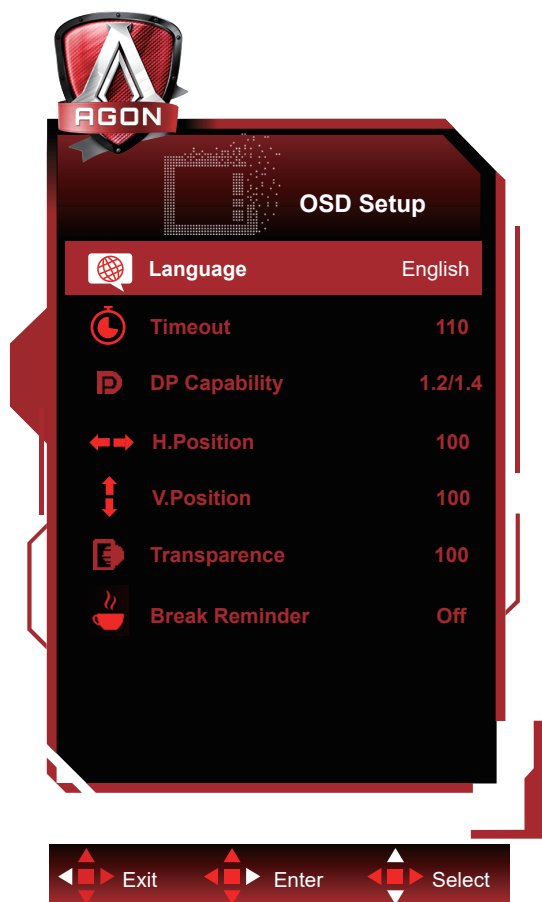 AGON
OSD Setup
Language English
Timeout 110
DP Capability 1.2/1.4
H.Position 100
V.Position 100
Transparence 100
Break Reminder Off
Exit Enter Select